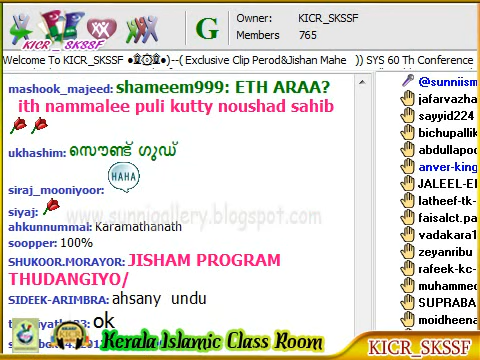 KICR_ SKSSF
G
Owner: KICR_SKSSF
Members 765
Welcome To KICR_SKSSF •۩۞۩•)--( Exclusive Clip Perod&Jishan Mahe )) SYS 60 Th Conference
mashook_majeed: shameem999: ETH ARAA?
ith nammalee puli kutty noushad sahib
ukhashim: സൌണ്ട് ഗുഡ്
HAHA
siraj_mooniyoor:
siyaj:
www.sunnigallery.blogspot.com
ahkunnummal: Karamathanath
soopper: 100%
SHUKOOR.MORAYOR: JISHAM PROGRAM
THUDANGIYO/
SIDEEK-ARIMBRA: ahsany undu
ok
@sunniism
jafarvazha
sayyid224
bichupallik
abdullapoo
anver-king
JALEEL-EI
latheef-tk-
faisalct.pa
vadakara1
zeyanribu
rafeek-kc-
muhammed
SUPRABA
moidheena
KICR
Kerala Islamic Class Room
KICR_SKSSF